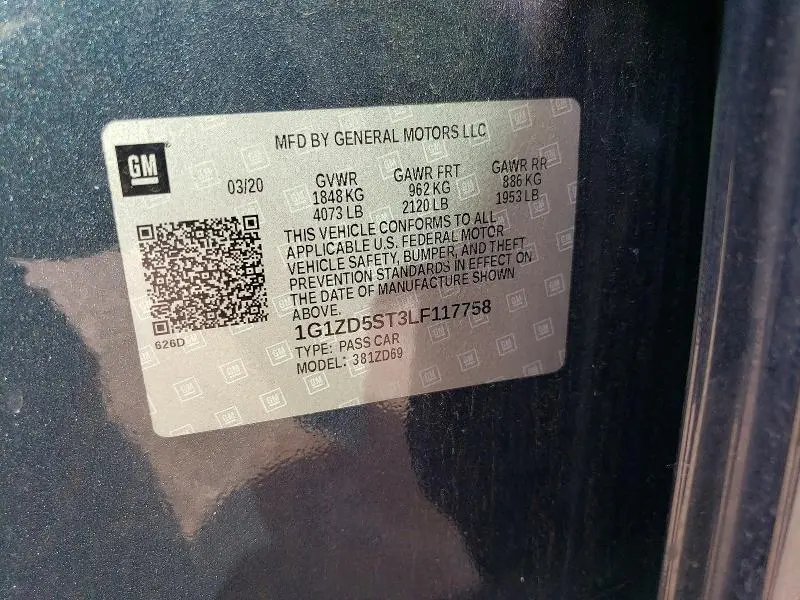 MFD BY GENERAL MOTORS LLC
GM
03/20 GVWR GAWR FRT GAWR RR
1848 KG 962 KG 886 KG
4073 LB 2120 LB 1953 LB
THIS VEHICLE CONFORMS TO ALL
APPLICABLE U.S. FEDERAL MOTOR
VEHICLE SAFETY, BUMPER, AND THEFT
PREVENTION STANDARDS IN EFFECT ON
THE DATE OF MANUFACTURE SHOWN
ABOVE.
626D
1G1ZD5ST3LF117758
TYPE: PASS CAR
MODEL: 381ZD69